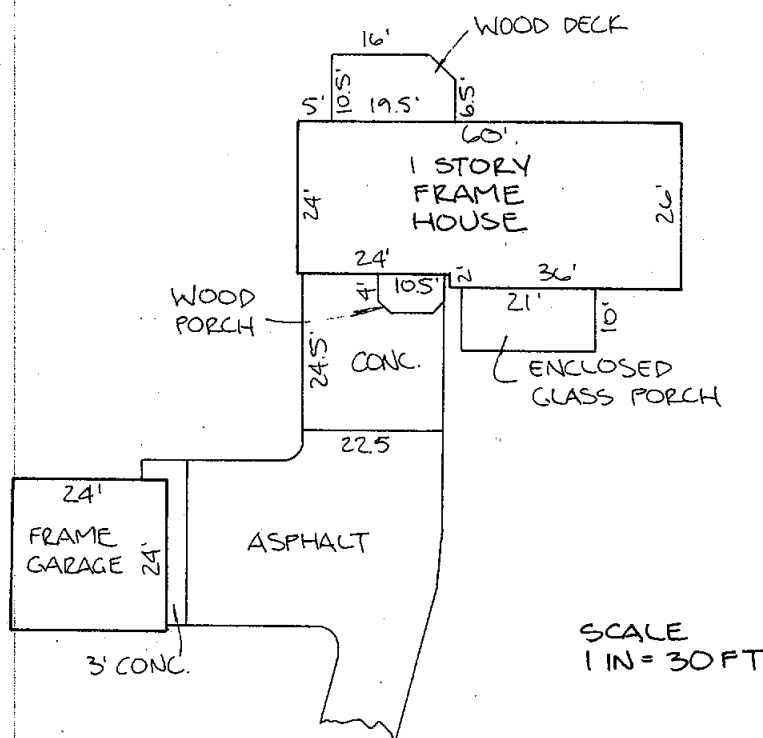 WOOD DECK
16'
10.5'
6.5'
5'
19.5'
60'
1 STORY
FRAME
HOUSE
24'
26'
24'
2'
36'
WOOD
PORCH
4'
10.5'
21'
10'
24.5'
CONC.
ENCLOSED
GLASS PORCH
22.5
24'
FRAME
GARAGE
24'
ASPHALT
3' CONC.
SCALE
1 IN = 30 FT